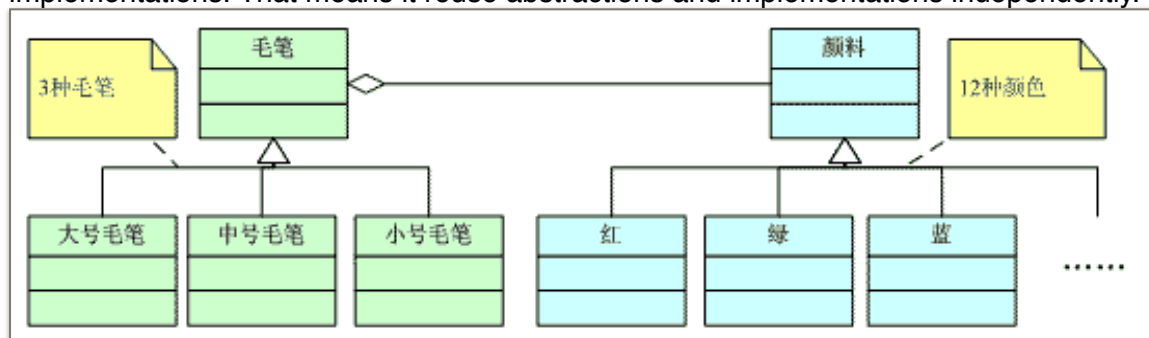 implementations. That means it reuse abstractions and implementations independently.
3种毛笔
毛笔
颜料
12种颜色
大号毛笔
中号毛笔
小号毛笔
红
绿
蓝
……